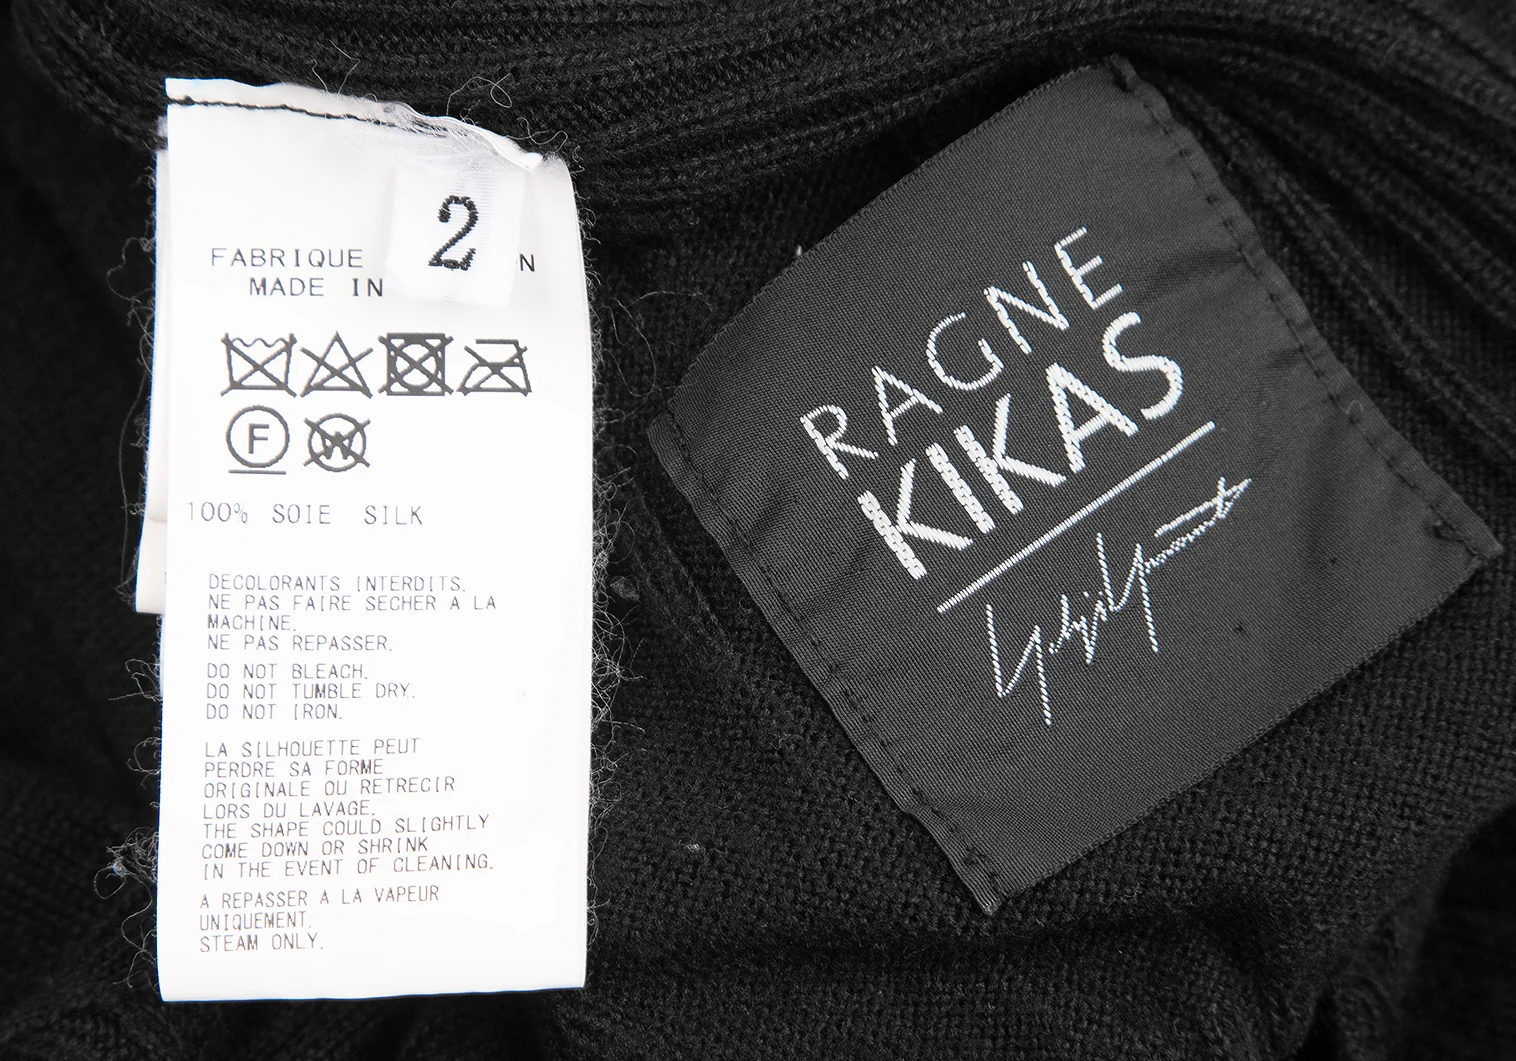 2
FABRIQUE N
MADE IN
F
W
100% SOIE SILK
DECOLORANTS INTERDITS.
NE PAS FAIRE SECHER A LA
MACHINE.
NE PAS REPASSER.
DO NOT BLEACH.
DO NOT TUMBLE DRY.
DO NOT IRON.
LA SILHOUETTE PEUT
PERDRE SA FORME
ORIGINALE OU RETRECIR
LORS DU LAVAGE.
THE SHAPE COULD SLIGHTLY
COME DOWN OR SHRINK
IN THE EVENT OF CLEANING.
A REPASSER A LA VAPEUR
UNIQUEMENT.
STEAM ONLY.
RAGNE
KIKAS
Yohji Yamamoto